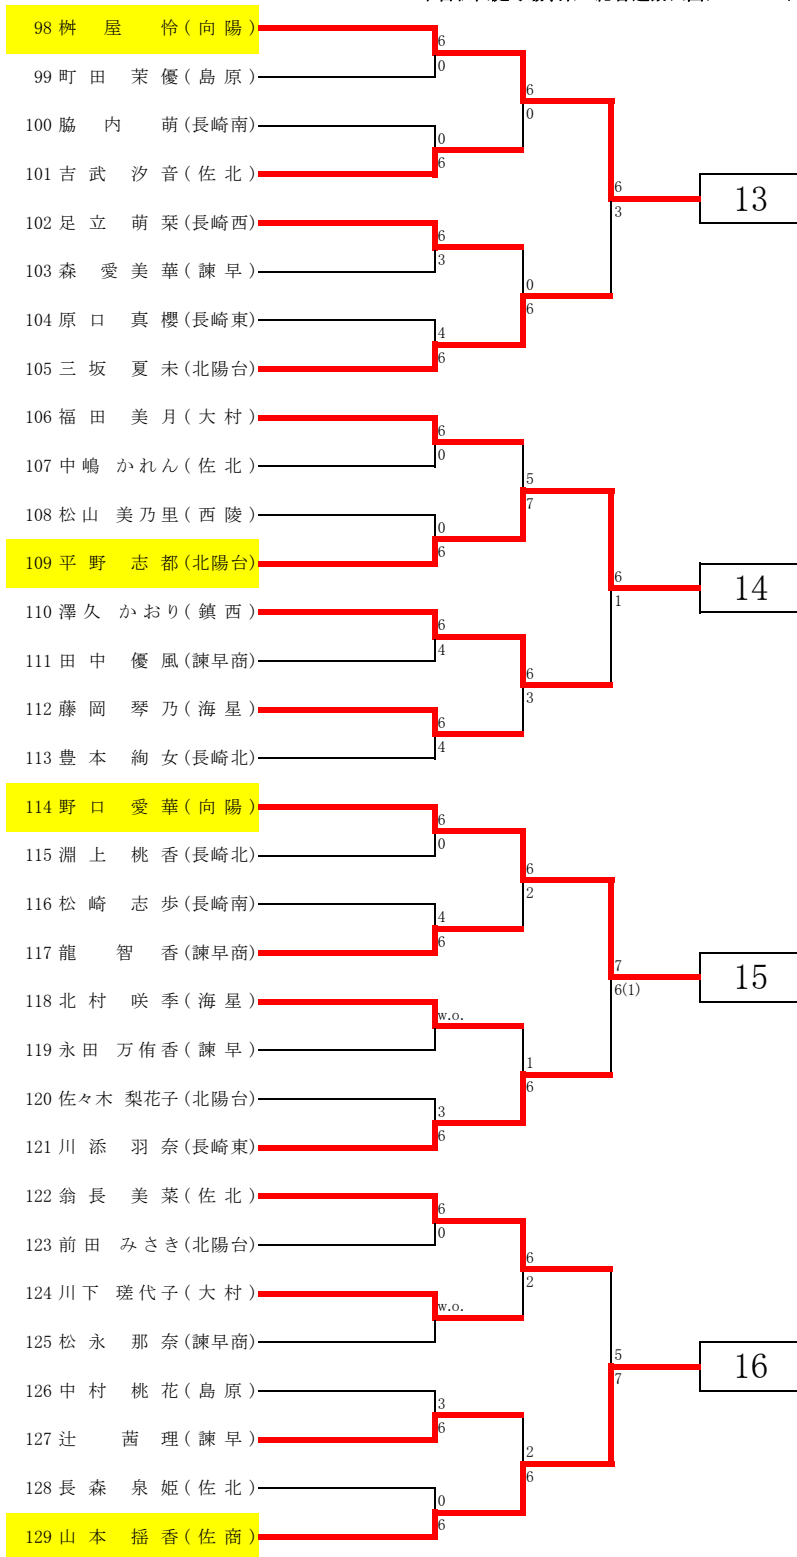 98 桝 屋 怜 ( 向 陽 )
6
0
99 町 田 茉 優 ( 島 原 )
6
0
100 脇 内 萌 (長崎南)
0
6
101 吉 武 汐 音 ( 佐 北 )
6
3
13
102 足 立 萌 栞 (長崎西)
6
3
103 森 愛 美 華 ( 諫 早 )
0
6
104 原 口 真 櫻 (長崎東)
4
6
105 三 坂 夏 未 (北陽台)
106 福 田 美 月 ( 大 村 )
6
0
107 中 嶋 かれん ( 佐 北 )
5
7
108 松 山 美乃里 ( 西 陵 )
0
6
109 平 野 志 都 (北陽台)
6
1
14
110 澤 久 かおり ( 鎮 西 )
6
4
111 田 中 優 風 (諫早商)
6
3
112 藤 岡 琴 乃 ( 海 星 )
6
4
113 豊 本 絢 女 (長崎北)
114 野 口 愛 華 ( 向 陽 )
6
0
115 淵 上 桃 香 (長崎北)
6
2
116 松 崎 志 歩 (長崎南)
4
6
117 龍 智 香 (諫早商)
7
6(1)
15
118 北 村 咲 季 ( 海 星 )
w.o.
119 永 田 万侑香 ( 諫 早 )
1
6
120 佐々木 梨花子 (北陽台)
3
6
121 川 添 羽 奈 (長崎東)
122 翁 長 美 菜 ( 佐 北 )
6
0
123 前 田 みさき (北陽台)
6
2
124 川 下 瑳代子 ( 大 村 )
w.o.
125 松 永 那 奈 (諫早商)
5
7
16
126 中 村 桃 花 ( 島 原 )
3
6
127 辻 茜 理 ( 諫 早 )
2
6
128 長 森 泉 姫 ( 佐 北 )
0
6
129 山 本 揺 香 ( 佐 商 )